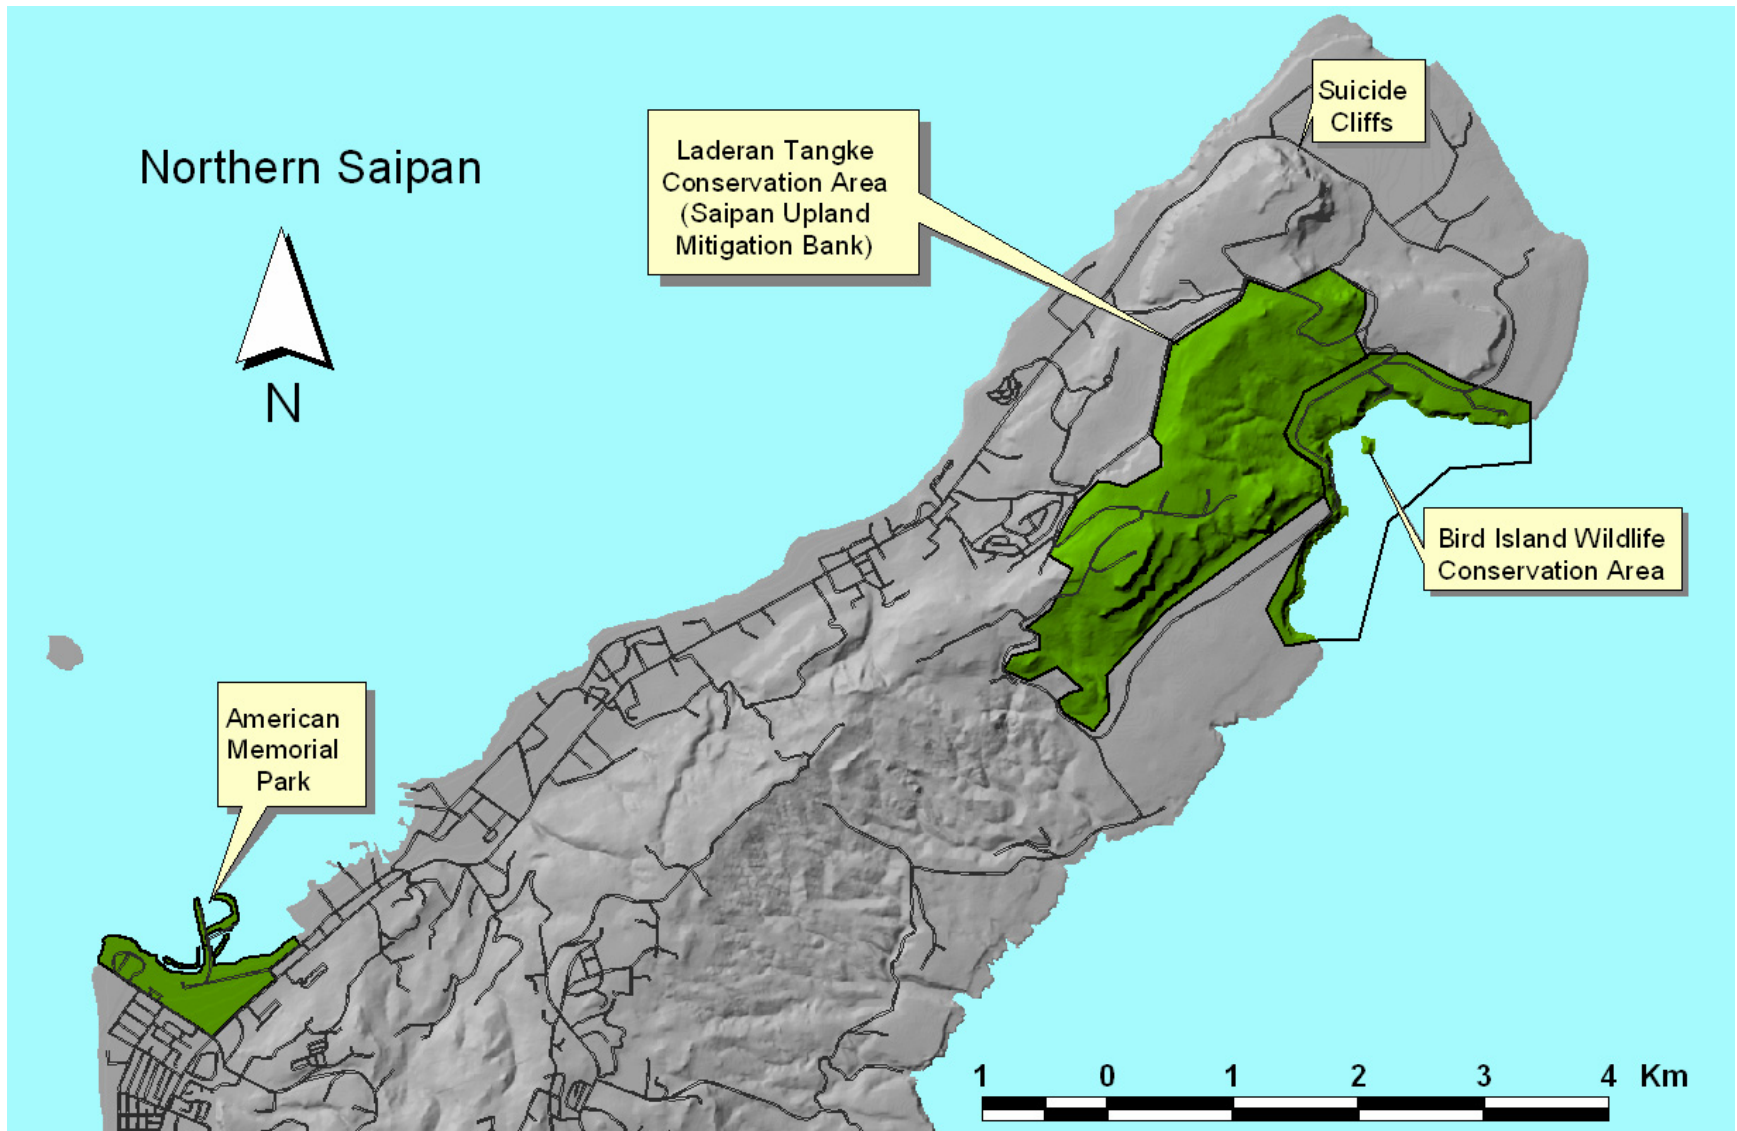 Northern Saipan
N
Suicide
Cliffs
Laderan Tangke
Conservation Area
(Saipan Upland
Mitigation Bank)
Bird Island Wildlife
Conservation Area
American
Memorial
Park
1 0 1 2 3 4 Km